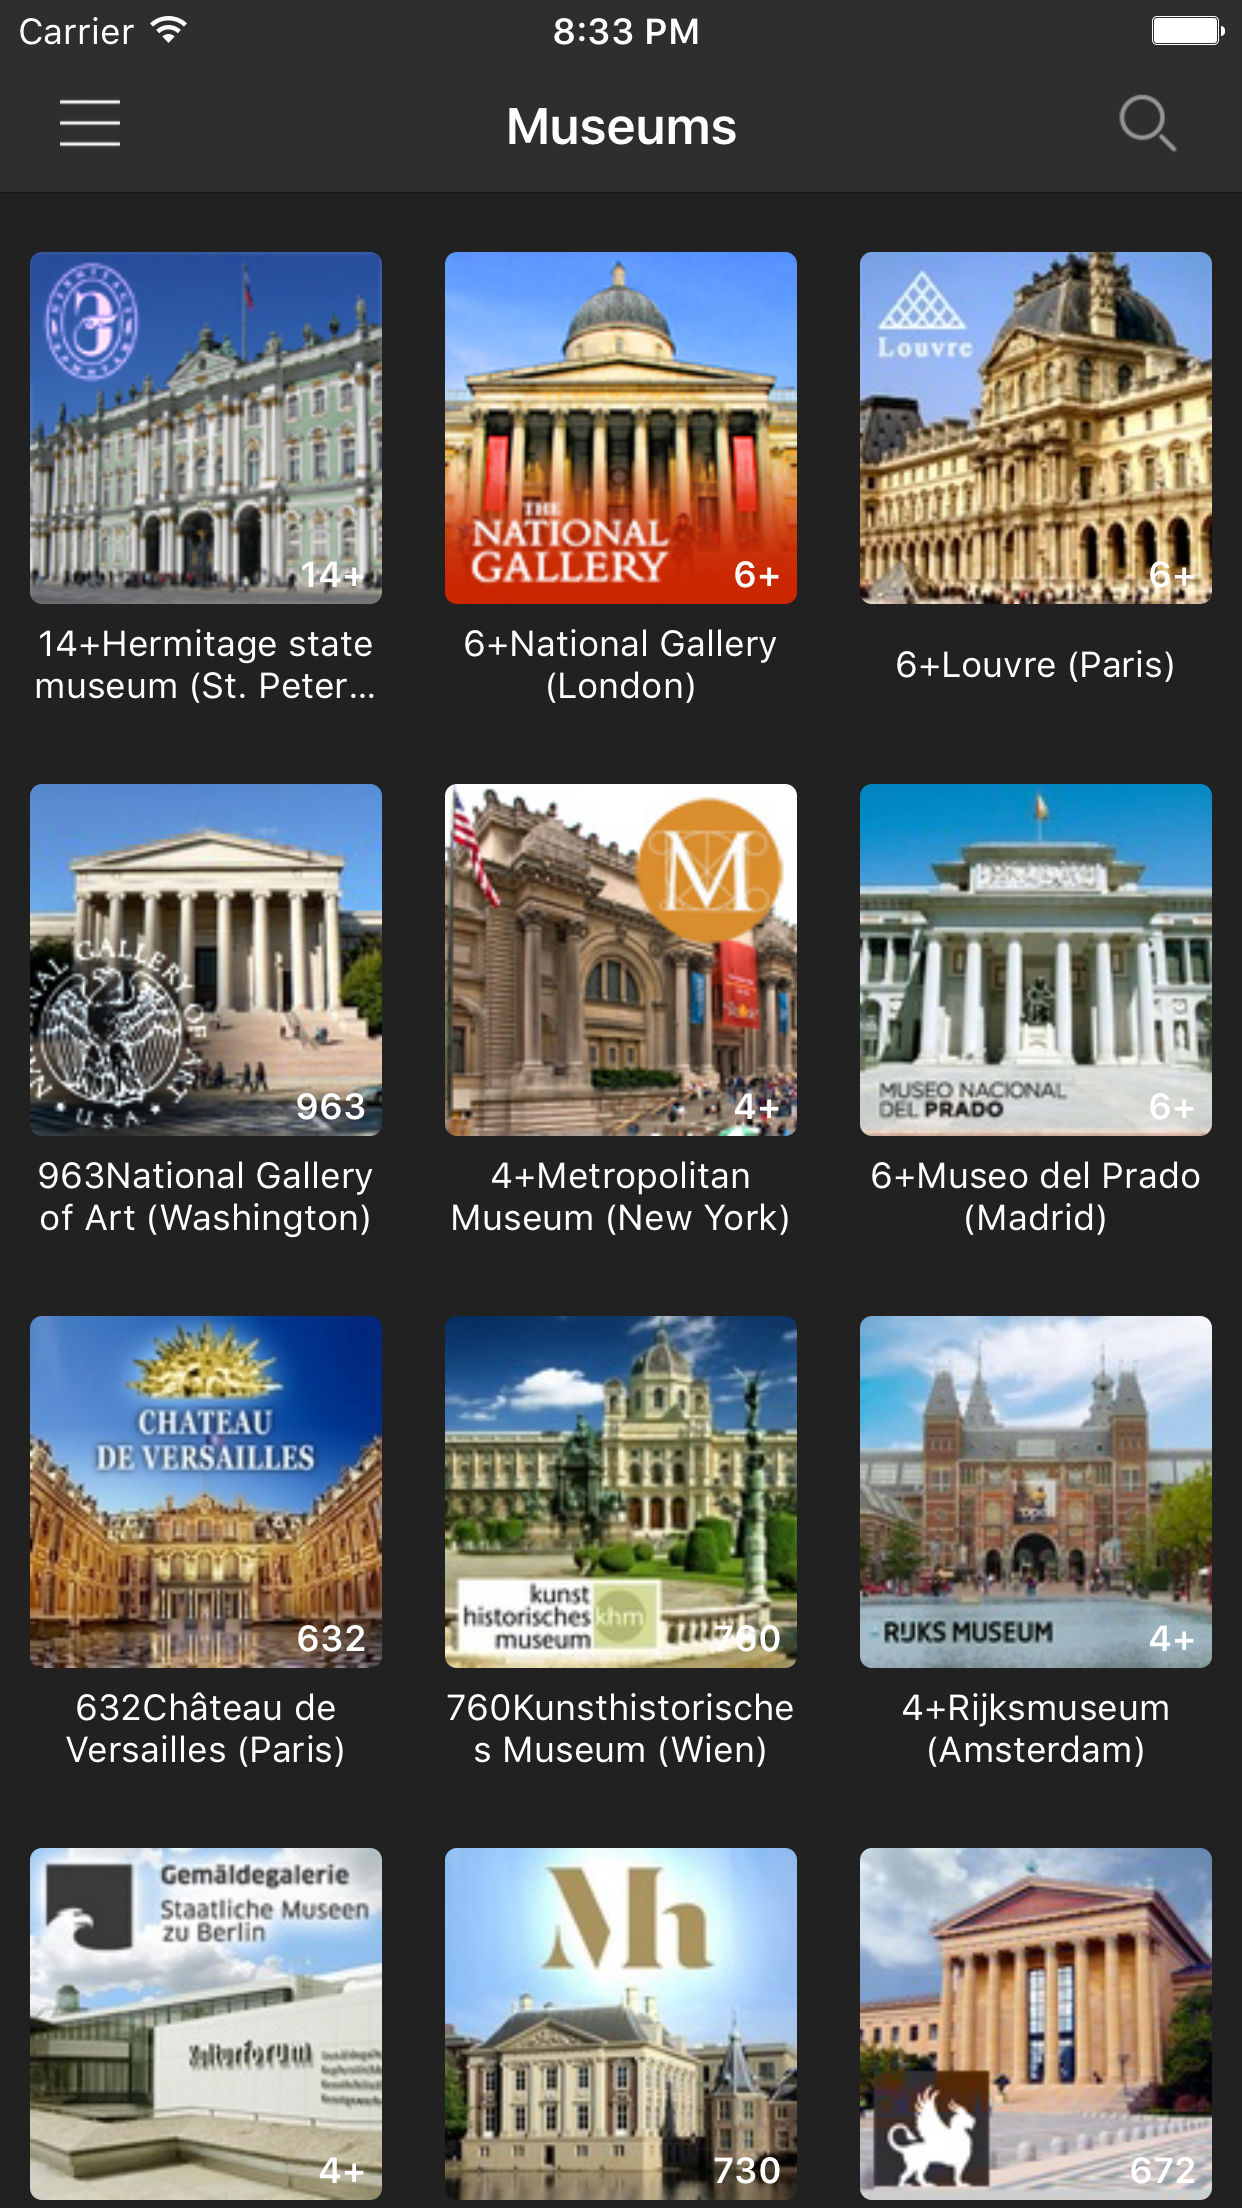 Carrier 8:33 PM
Museums
Louvre
14+
THE
NATIONAL
GALLERY
6+
6+
14+Hermitage state
museum (St. Peter...
6+National Gallery
(London)
6+Louvre (Paris)
NATIONAL GALLERY OF ART
U.S.A.
963
M
4+
MUSEO NACIONAL
DEL PRADO
6+
963National Gallery
of Art (Washington)
4+Metropolitan
Museum (New York)
6+Museo del Prado
(Madrid)
CHATEAU
DE VERSAILLES
632
kunst
historisches khm
museum
760
RIJKS MUSEUM
4+
632Château de
Versailles (Paris)
760Kunsthistorische
s Museum (Wien)
4+Rijksmuseum
(Amsterdam)
Gemäldegalerie
Staatliche Museen
zu Berlin
Kulturforum
4+
Mh
730
672